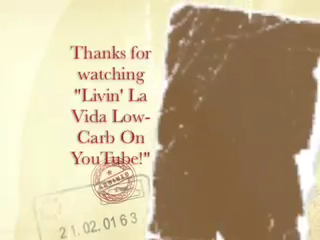 Thanks for
watching
"Livin' La
Vida Low-
Carb On
YouTube!"
21.02.0163